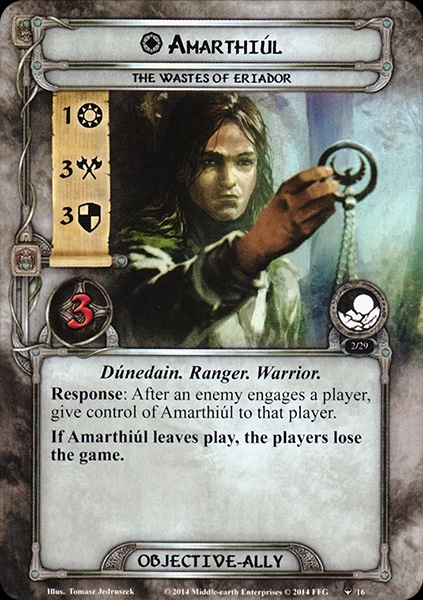 AMARTHIÚL
THE WASTES OF ERIADOR
1
3
3
3
2/29
Dúnedain. Ranger. Warrior.
Response: After an enemy engages a player,
give control of Amarthiúl to that player.
If Amarthiúl leaves play, the players lose
the game.
OBJECTIVE-ALLY
Illus. Tomasz Jedruszek
© 2014 Middle-earth Enterprises © 2014 FFG
16